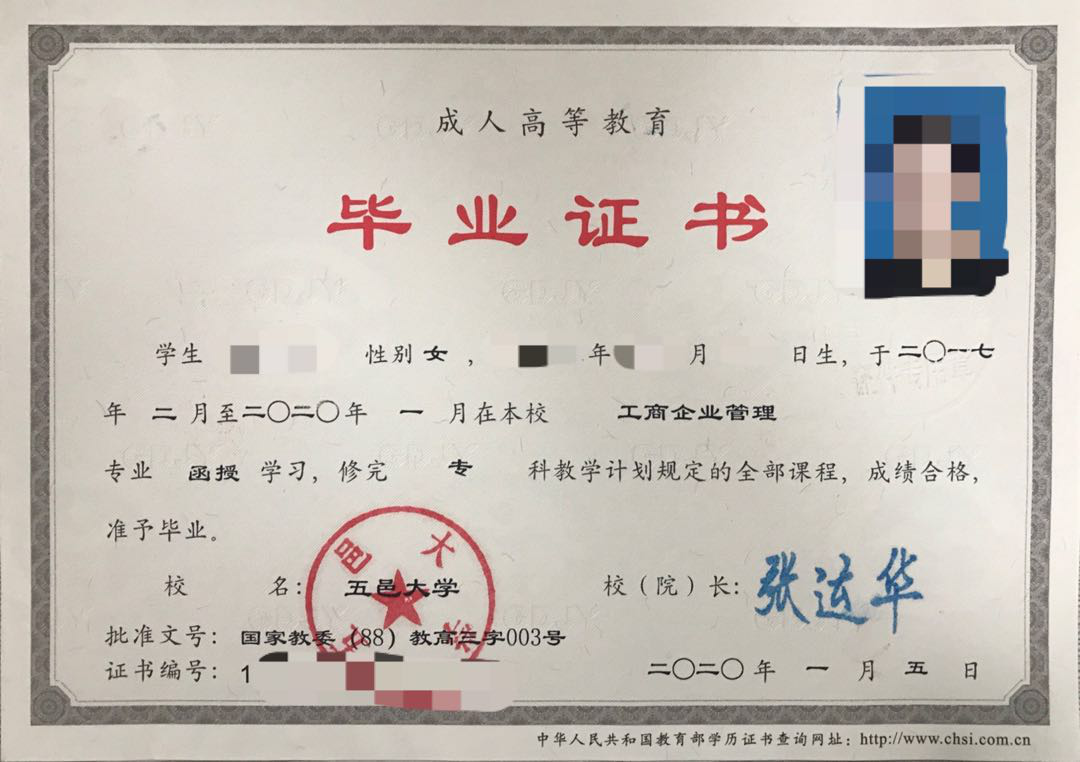 成人高等教育
毕业证书
学生 性别 女 ， 年 月 日生，于二〇一七
年 二 月至二〇二〇年 一 月在本校 工商企业管理
专业 函授 学习，修完 专 科教学计划规定的全部课程，成绩合格，
准予毕业。
校 名： 五邑大学 校（院）长：张运华
批准文号： 国家教委（88）教高三字003号
证书编号： 1
二〇二〇年 一 月 五 日
中华人民共和国教育部学历证书查询网址：http://www.chsi.com.cn